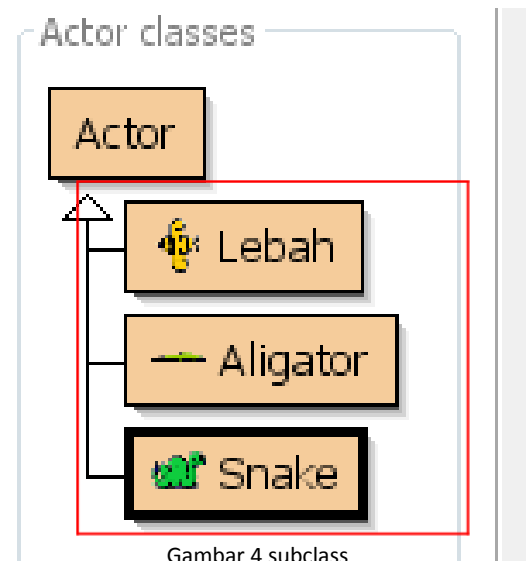 Actor classes
Actor
Lebah
Aligator
Snake
Gambar 4 subclass